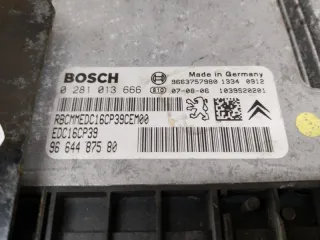 BOSCH
Made in Germany
0 281 013 666
9663757980 1334 0912
07-08-06 1039S20201
RBCMMEDC16CP39CEM00
EDC16CP39
96 644 875 80